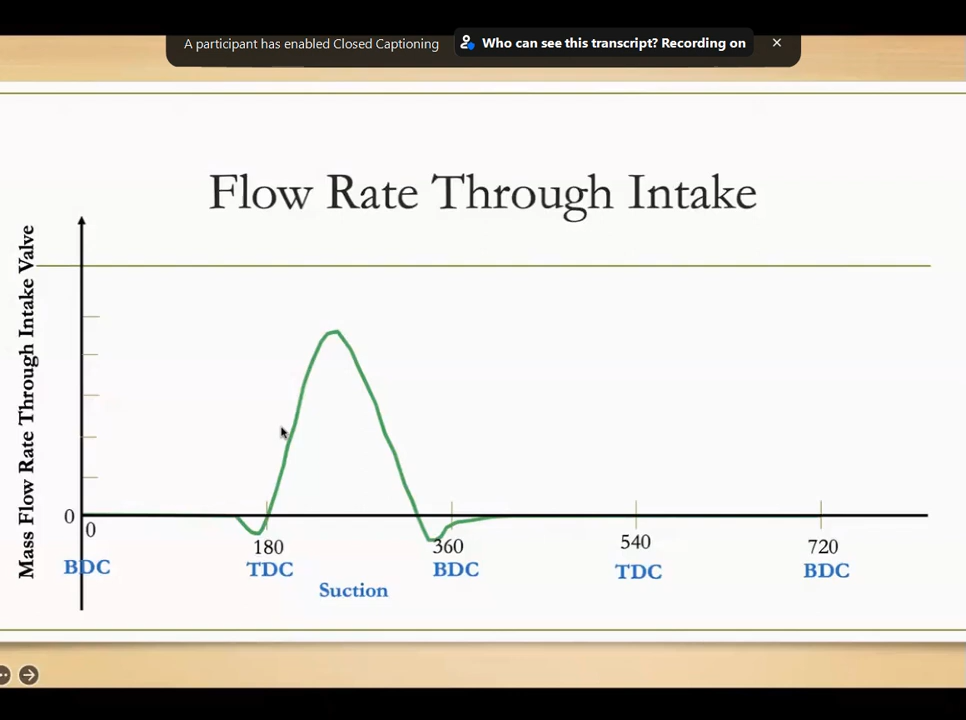 A participant has enabled Closed Captioning
Who can see this transcript? Recording on
Flow Rate Through Intake
Mass Flow Rate Through Intake Valve
0
0
180
360
540
720
BDC
TDC
BDC
TDC
BDC
Suction